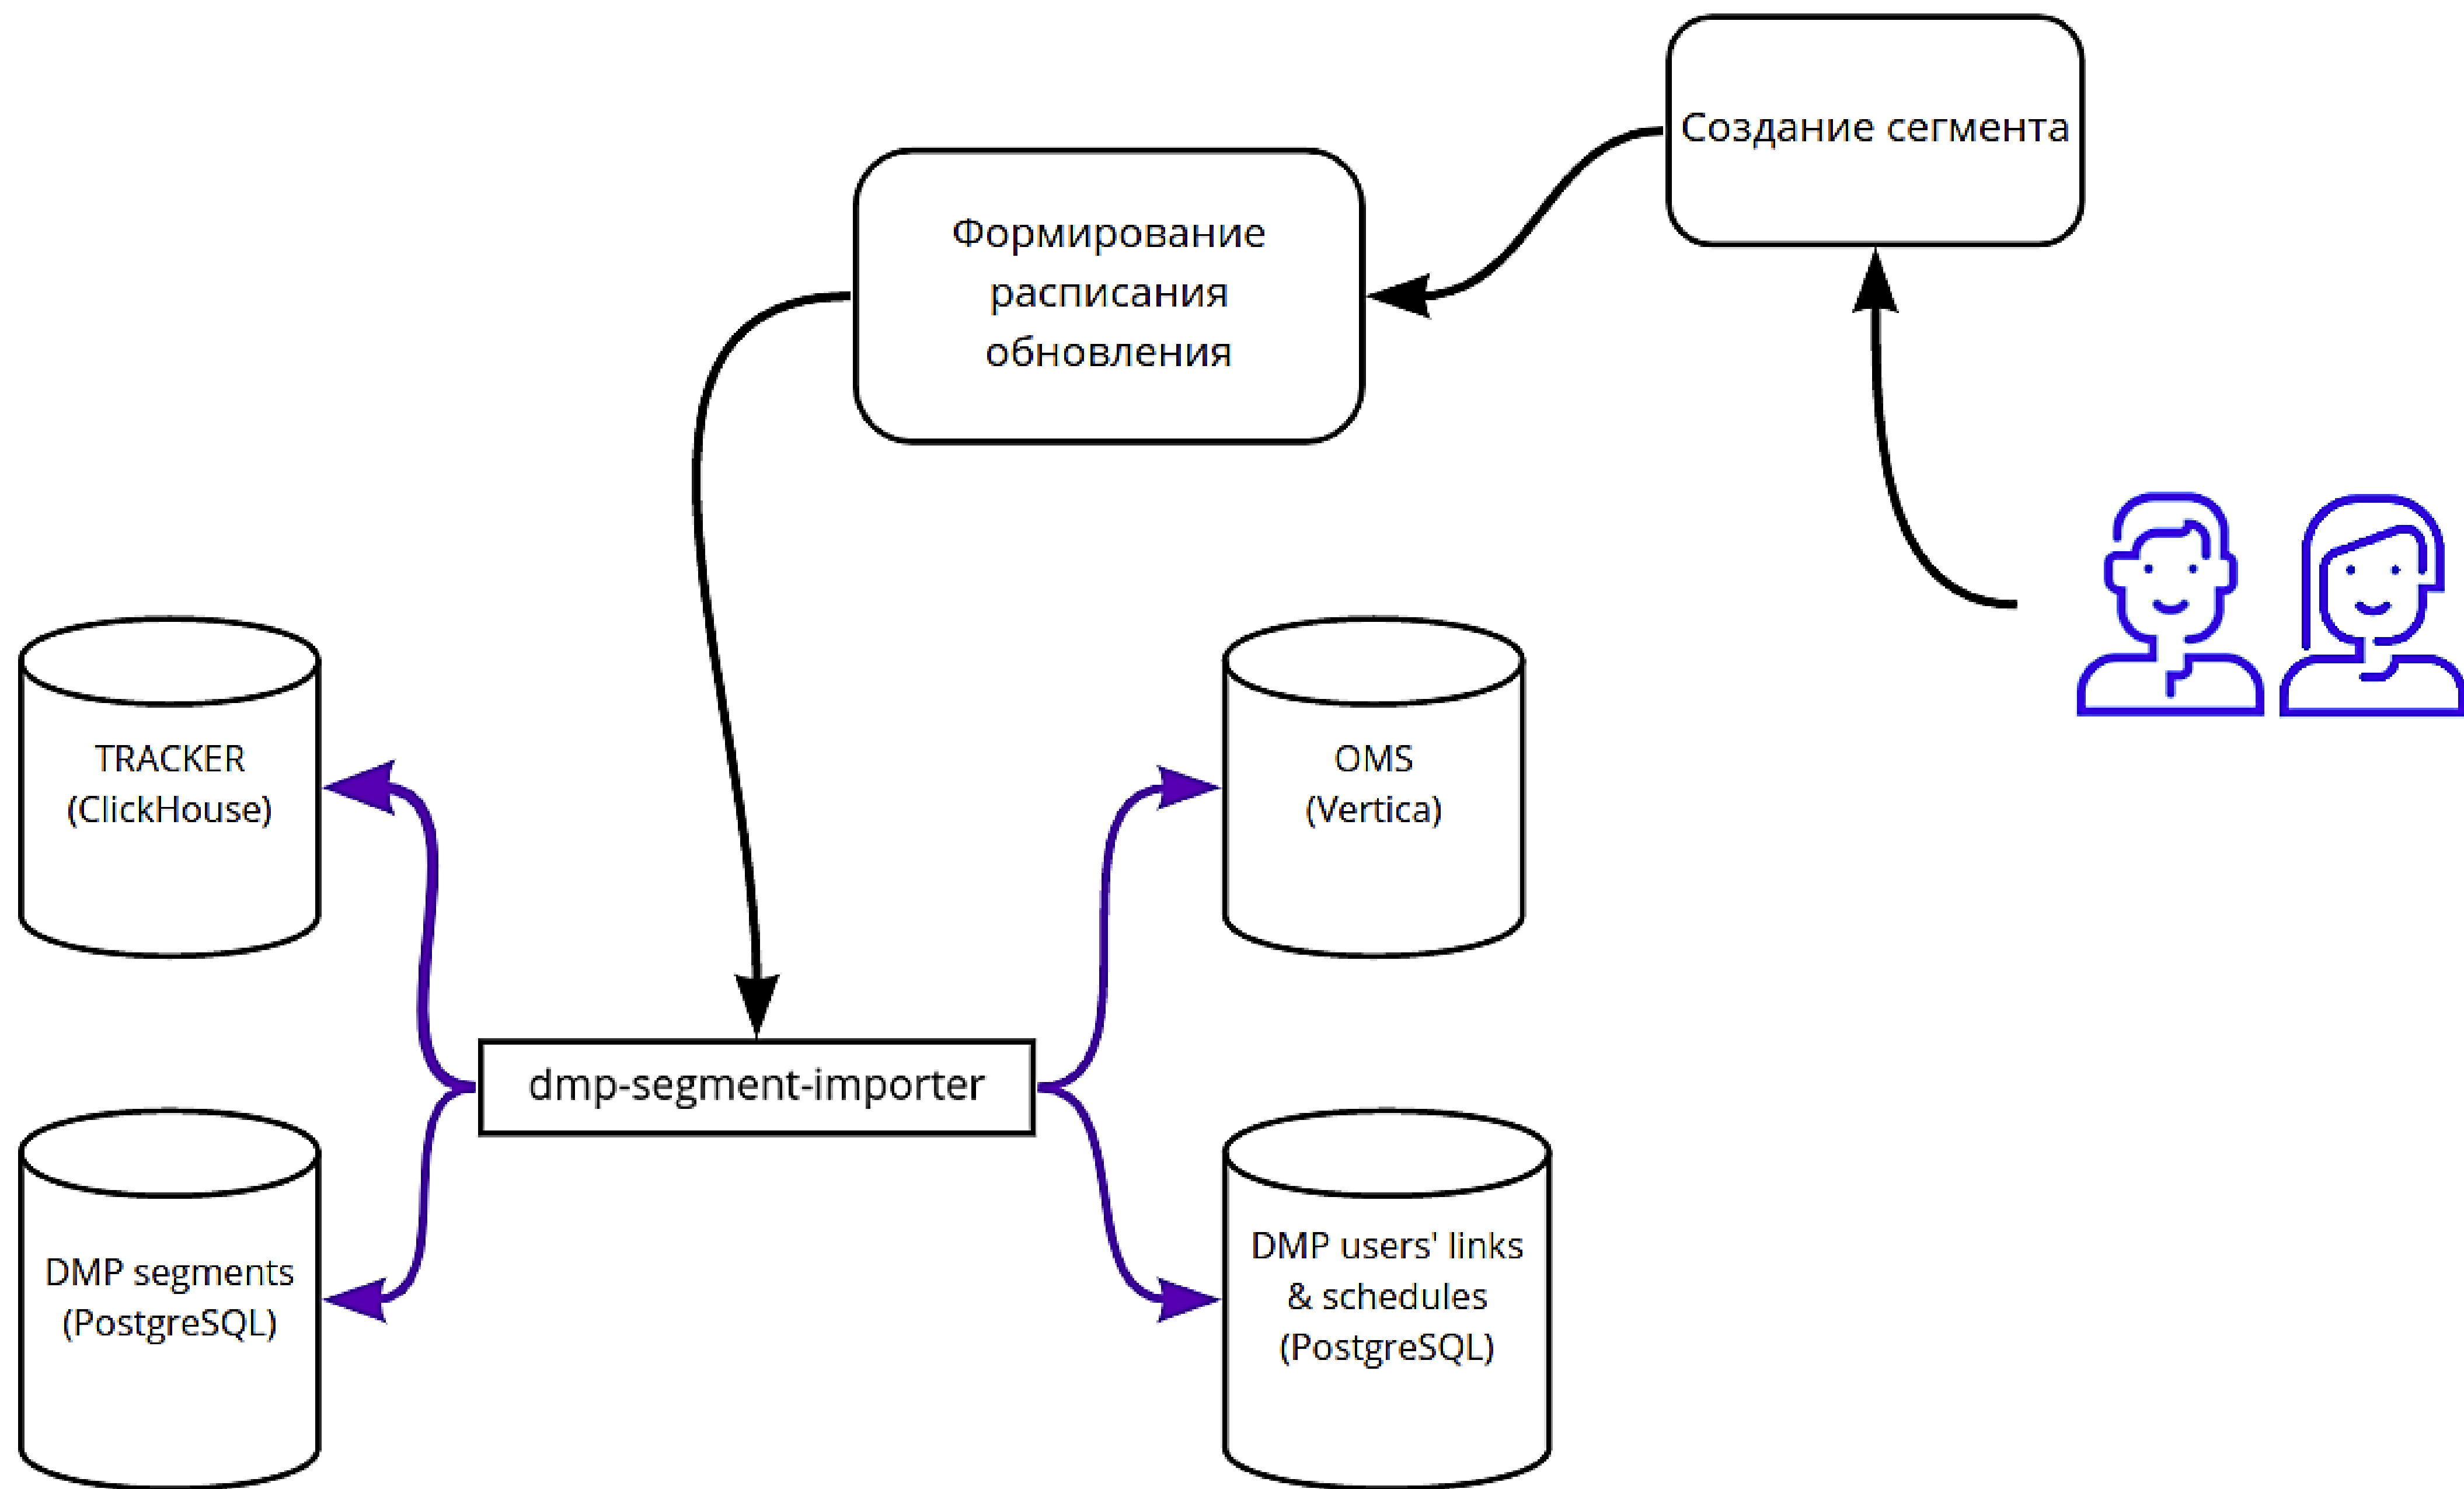 Создание сегмента
Формирование
расписания
обновления
TRACKER
(ClickHouse)
OMS
(Vertica)
dmp-segment-importer
DMP segments
(PostgreSQL)
DMP users' links
& schedules
(PostgreSQL)